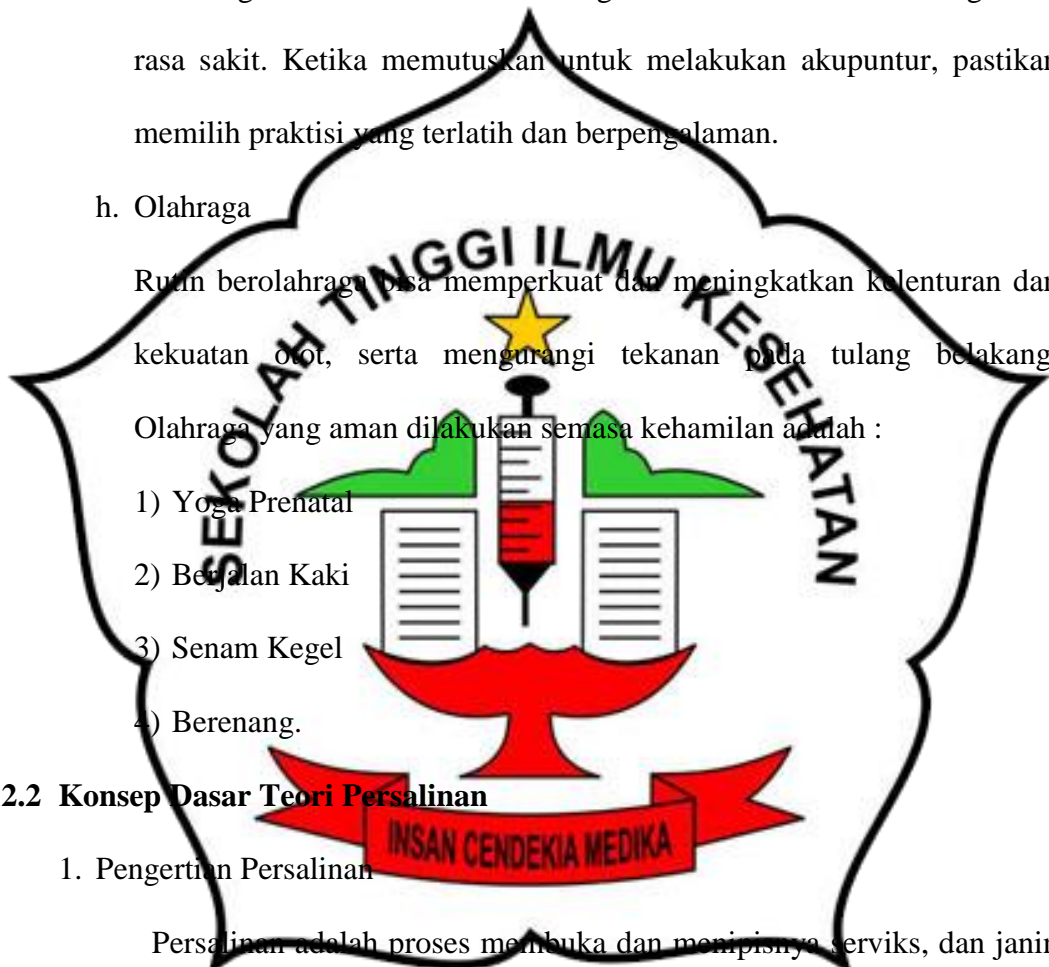 rasa sakit. Ketika memutuskan untuk melakukan akupuntur, pastikan
memilih praktisi yang terlatih dan berpengalaman.
h. Olahraga
Rutin berolahraga bisa memperkuat dan meningkatkan kelenturan dan
kekuatan otot, serta mengurangi tekanan pada tulang belakang.
Olahraga yang aman dilakukan semasa kehamilan adalah :
1) Yoga Prenatal
2) Berjalan Kaki
3) Senam Kegel
4) Berenang.
2.2 Konsep Dasar Teori Persalinan
1. Pengertian Persalinan
Persalinan adalah proses membuka dan menipisnya serviks, dan janin
SEKOLAH TINGGI ILMU KESEHATAN
INSAN CENDEKIA MEDIKA